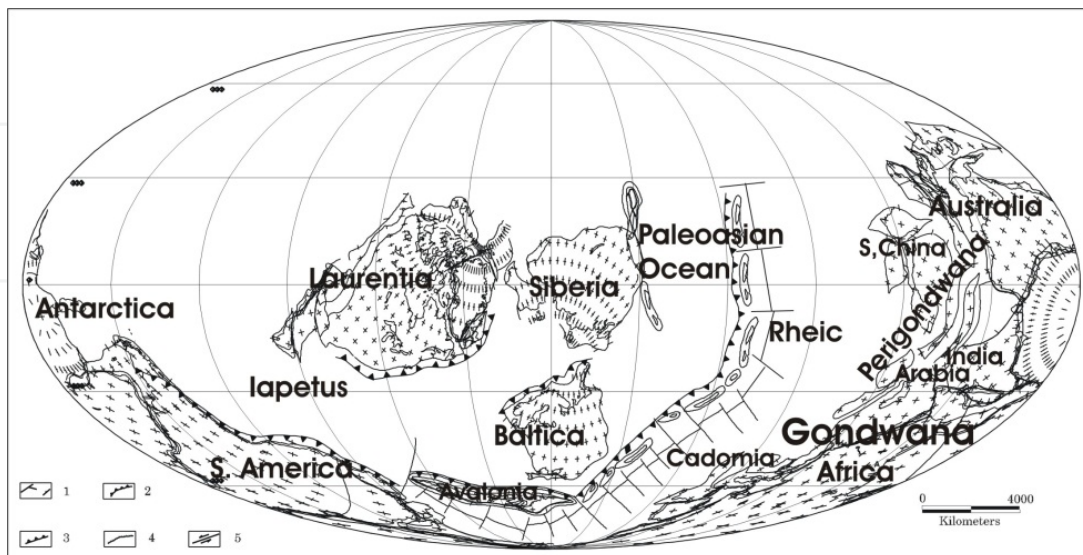 Australia
Paleoasian
Ocean
S,China
Laurentia
Siberia
Perigondwana
Antarctica
Rheic
India
Arabia
Iapetus
Baltica
Gondwana
Cadomia
S. America
Africa
Avalonia
1
2
0
4000
Kilometers
3
4
5